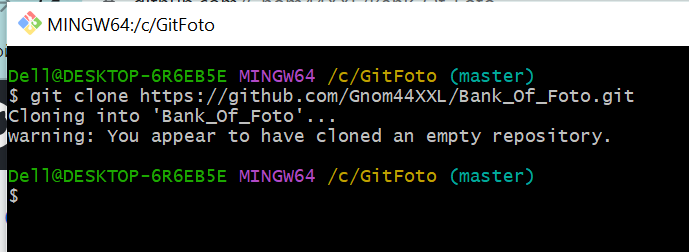 MINGW64:/c/GitFoto
Dell@DESKTOP-6R6EB5E MINGW64 /c/GitFoto (master)
$ git clone https://github.com/Gnom44XXL/Bank_Of_Foto.git
Cloning into 'Bank_Of_Foto'...
warning: You appear to have cloned an empty repository.
Dell@DESKTOP-6R6EB5E MINGW64 /c/GitFoto (master)
$